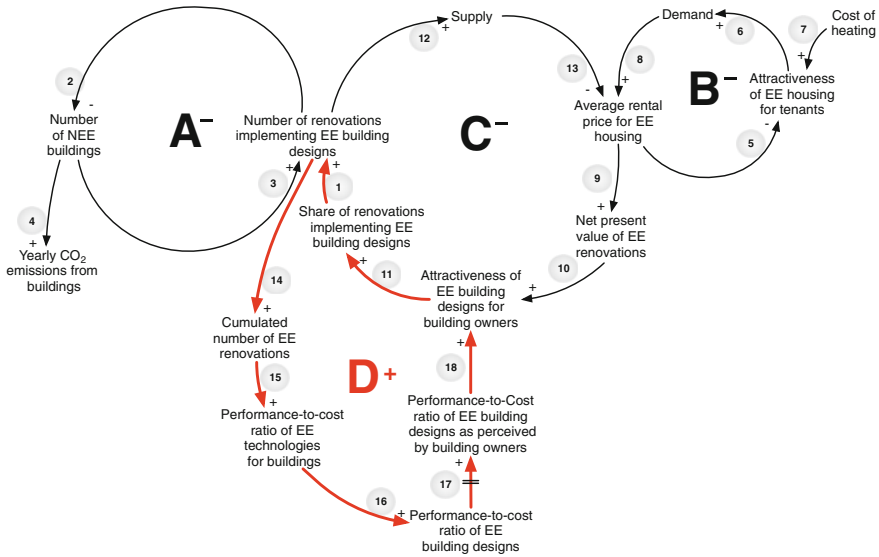 Supply
12
+
13
-
Demand
+
6
Cost of
heating
7
+
8
+
B-
Attractiveness
of EE housing
for tenants
-
5
2
-
Number
of NEE
buildings
A-
Number of renovations
implementing EE building
designs
C-
Average rental
price for EE
housing
3
+
1
+
4
+
Yearly CO₂
emissions from
buildings
Share of renovations
implementing EE
building designs
9
+
Net present
value of EE
renovations
10
+
11
+
Attractiveness of
EE building
designs for
building owners
14
+
Cumulated
number of EE
renovations
15
+
D+
+
18
Performance-to-cost
ratio of EE
technologies
for buildings
Performance-to-Cost
ratio of EE building
designs as perceived
by building owners
+
17
16
+
Performance-to-cost
ratio of EE
building designs